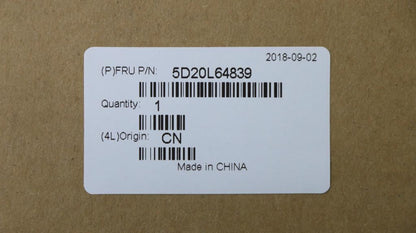 2018-09-02
(P)FRU P/N: 5D20L64839
Quantity: 1
(4L)Origin: CN
Made in CHINA